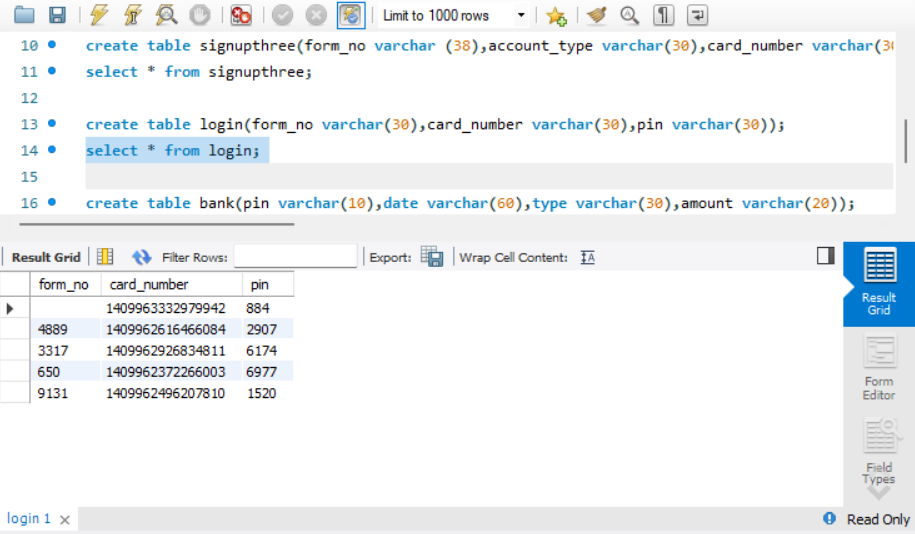 Limit to 1000 rows
10 create table signupthree(form_no varchar (38),account_type varchar(30),card_number varchar(30
11 select * from signupthree;
12
13 create table login(form_no varchar(30),card_number varchar(30),pin varchar(30));
14 select * from login;
15
16 create table bank(pin varchar(10),date varchar(60),type varchar(30),amount varchar(20));
Result Grid Filter Rows: Export: Wrap Cell Content:
form_no card_number pin
1409963332979942 884
4889 1409962616466084 2907
3317 1409962926834811 6174
650 1409962372266003 6977
9131 1409962496207810 1520
Result
Grid
Form
Editor
Field
Types
login 1
Read Only